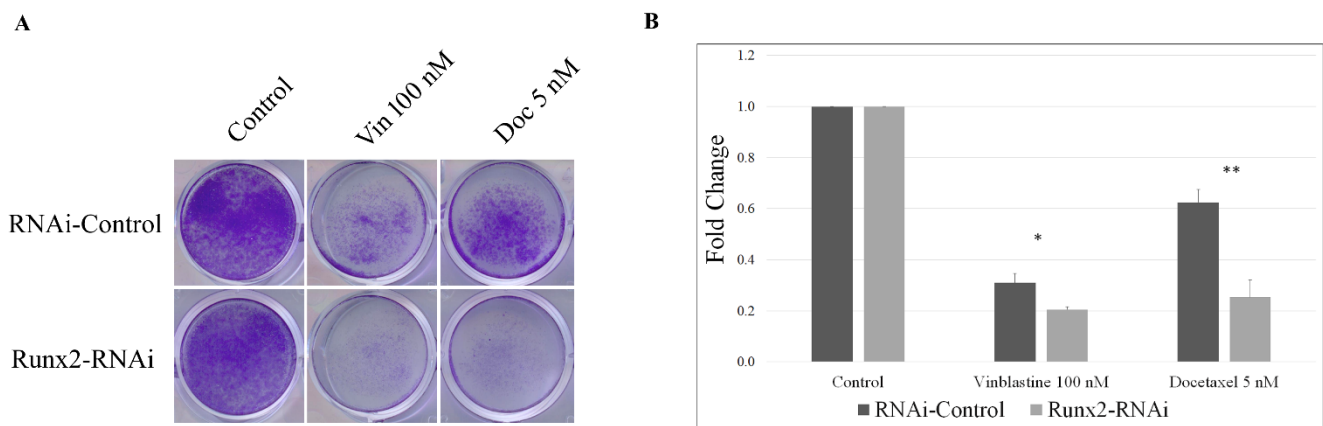 A
Control
Vin 100 nM
Doc 5 nM
RNAi-Control
Runx2-RNAi
B
Fold Change
1.2
1.0
0.8
0.6
0.4
0.2
0.0
*
**
Control
Vinblastine 100 nM
Docetaxel 5 nM
RNAi-Control
Runx2-RNAi